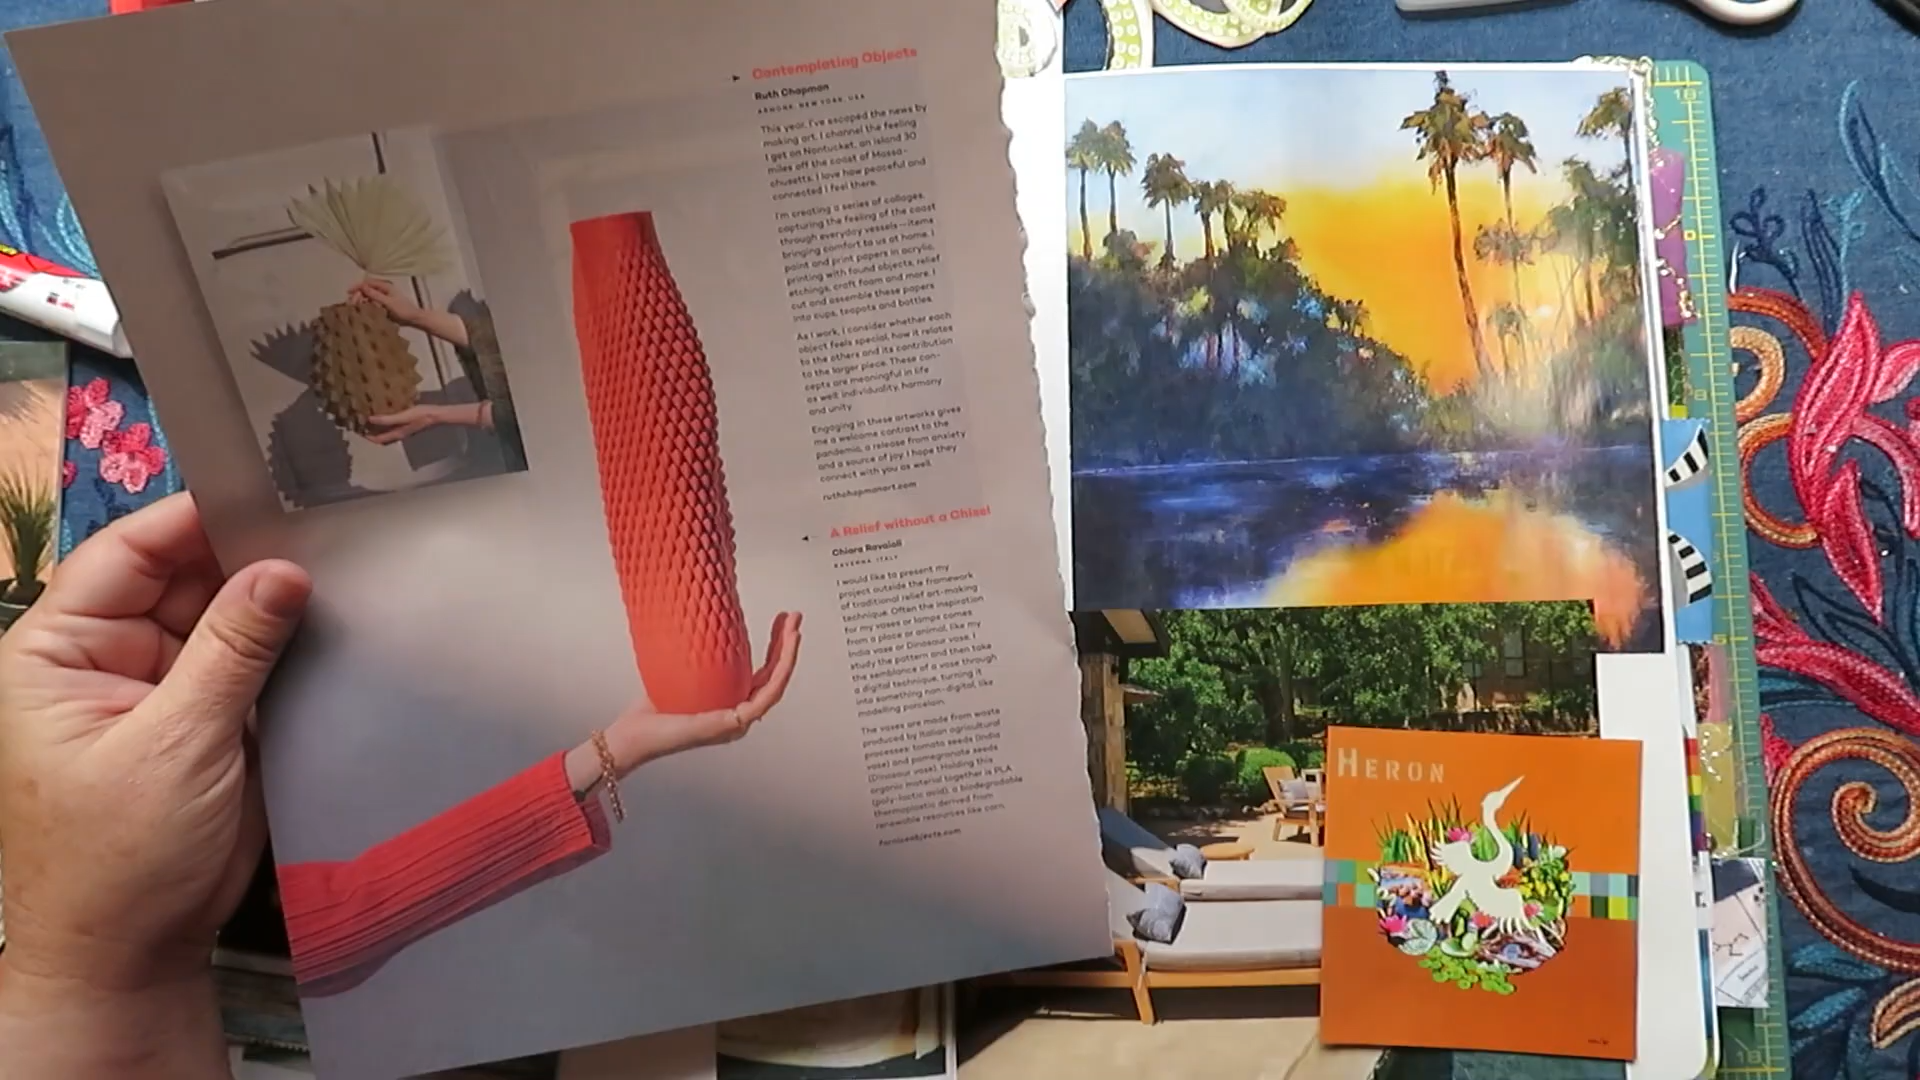 Contemplating Objects
Ruth Chapman
ARMONK, NEW YORK, USA
This year, I've escaped the news by
making art. I channel the feeling
I get on Nantucket, an island 30
miles off the coast of Massa-
chusetts. I love how peaceful and
connected I feel there.
I'm creating a series of collages,
capturing the feeling of the coast
through everyday vessels—items
bringing comfort to us at home. I
paint and print papers in acrylic,
printing with found objects, relief
etchings, craft foam and more. I
cut and assemble these papers
into cups, teapots and bottles.
As I work, I consider whether each
object feels special, how it relates
to the others and its contribution
to the larger piece. These con-
cepts are meaningful in life
as well: individuality, harmony
and unity.
Engaging in these artworks gives
me a welcome contrast to the
pandemic, a release from anxiety
and a source of joy. I hope they
connect with you as well.
ruthchapmanart.com
A Relief without a Chisel
Chiara Ravaioli
RAVENNA, ITALY
I would like to present my
project outside the framework
of traditional relief art-making
technique. Often the inspiration
for my vases or lamps comes
from a place or animal, like my
India vase or Dinosaur vase. I
study the pattern and then take
the semblance of a vase through
a digital technique, turning it
into something non-digital, like
modelling porcelain.
The vases are made from waste
produced by Italian agricultural
processes: tomato seeds (India
vase) and pomegranate seeds
(Dinosaur vase). Holding this
organic material together is PLA
(poly-lactic acid), a biodegradable
thermoplastic derived from
renewable resources like corn.
HERON